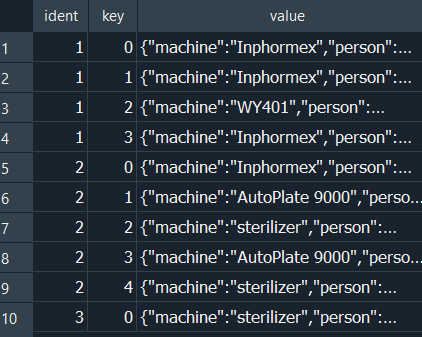 ident key value
1 1 0 {"machine":"Inphormex","person":...
2 1 1 {"machine":"Inphormex","person":...
3 1 2 {"machine":"WY401","person":...
4 1 3 {"machine":"Inphormex","person":...
5 2 0 {"machine":"Inphormex","person":...
6 2 1 {"machine":"AutoPlate 9000","perso...
7 2 2 {"machine":"sterilizer","person":...
8 2 3 {"machine":"AutoPlate 9000","perso...
9 2 4 {"machine":"sterilizer","person":...
10 3 0 {"machine":"sterilizer","person":...